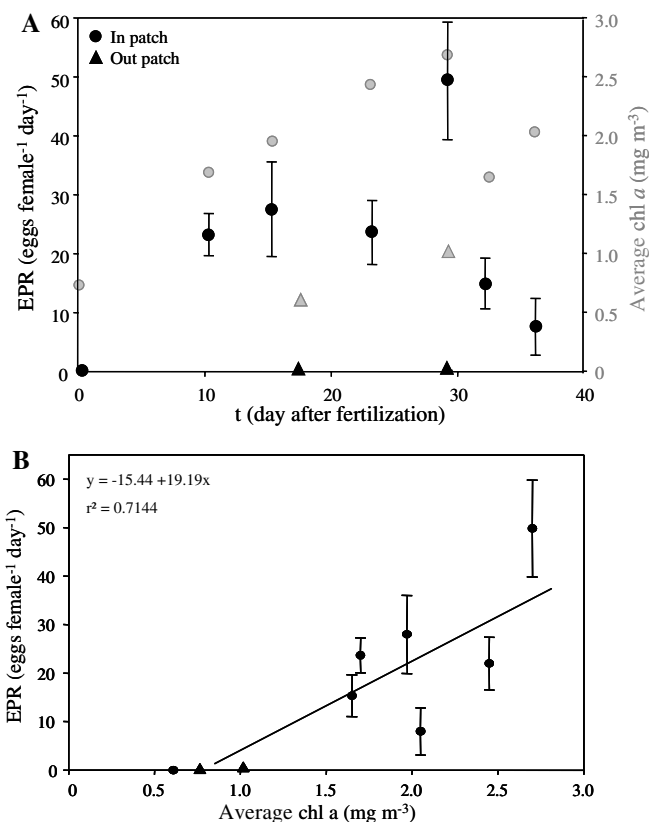 A
In patch
Out patch
60
50
40
30
20
10
0
EPR (eggs female⁻¹ day⁻¹)
3.0
2.5
2.0
1.5
1.0
0.5
0
Average chl a (mg m⁻³)
0 10 20 30 40
t (day after fertilization)
B
y = -15.44 +19.19x
r² = 0.7144
60
50
40
30
20
10
0
EPR (eggs female⁻¹ day⁻¹)
0 0.5 1.0 1.5 2.0 2.5 3.0
Average chl a (mg m⁻³)